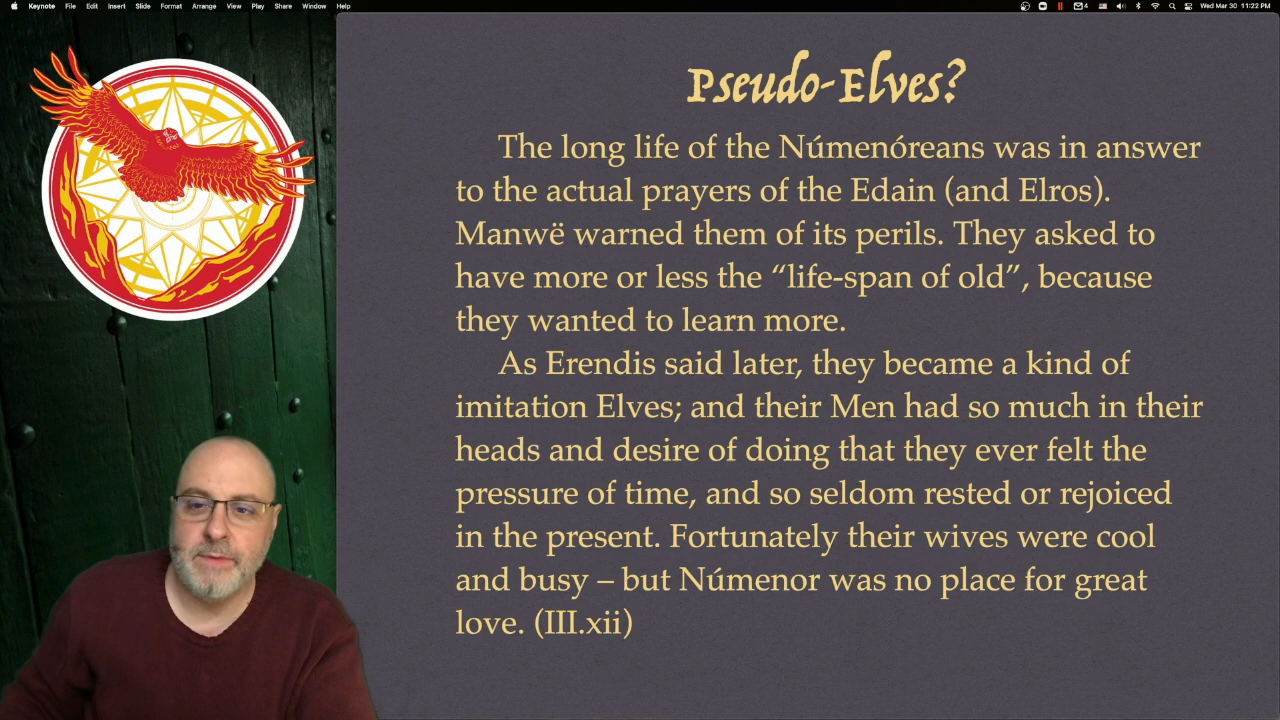 Keynote File Edit Insert Slide Format Arrange View Play Share Window Help 4 Wed Mar 30 11:22 PM
Pseudo-Elves?
The long life of the Númenóreans was in answer
to the actual prayers of the Edain (and Elros).
Manwë warned them of its perils. They asked to
have more or less the “life-span of old”, because
they wanted to learn more.
As Erendis said later, they became a kind of
imitation Elves; and their Men had so much in their
heads and desire of doing that they ever felt the
pressure of time, and so seldom rested or rejoiced
in the present. Fortunately their wives were cool
and busy – but Númenor was no place for great
love. (III.xii)